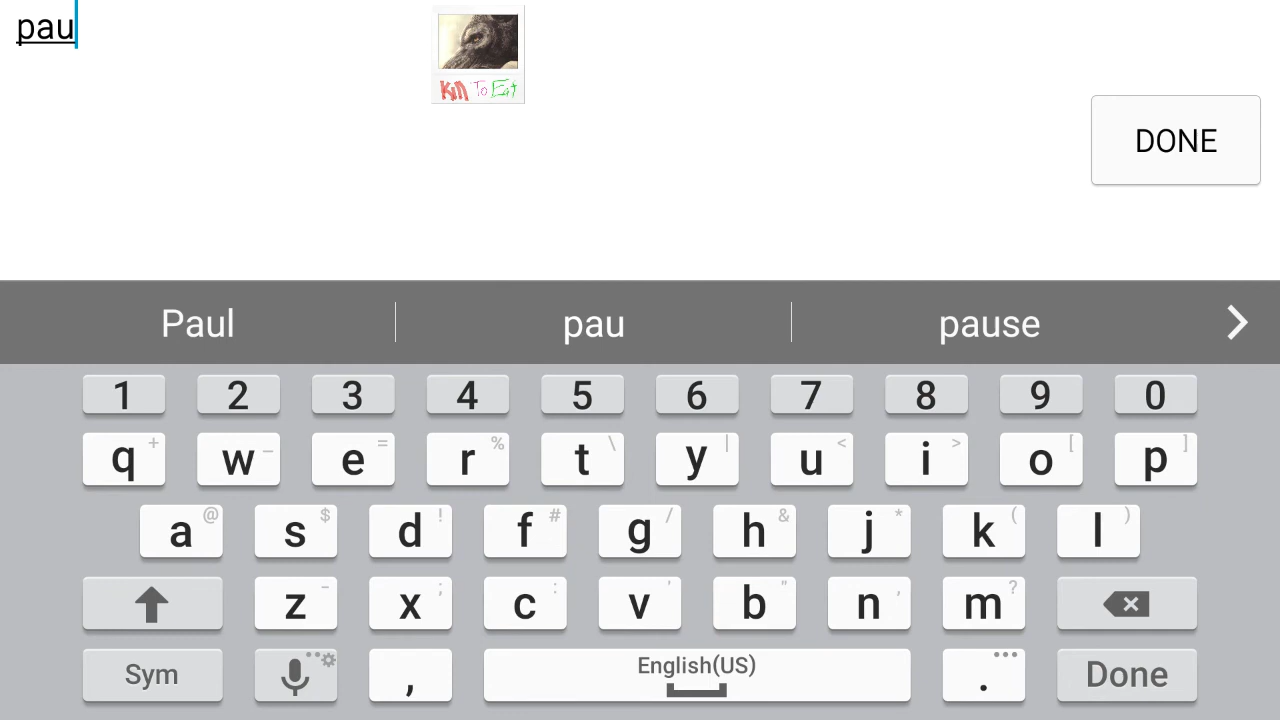 pau
Kill To Eat
DONE
Paul pau pause
1 2 3 4 5 6 7 8 9 0
q + w _ e = r % t \ y | u < i > o [ p ]
a @ s $ d ! f # g / h & j * k ( l )
z - x ; c : v ' b " n , m ?
Sym , English(US) . Done